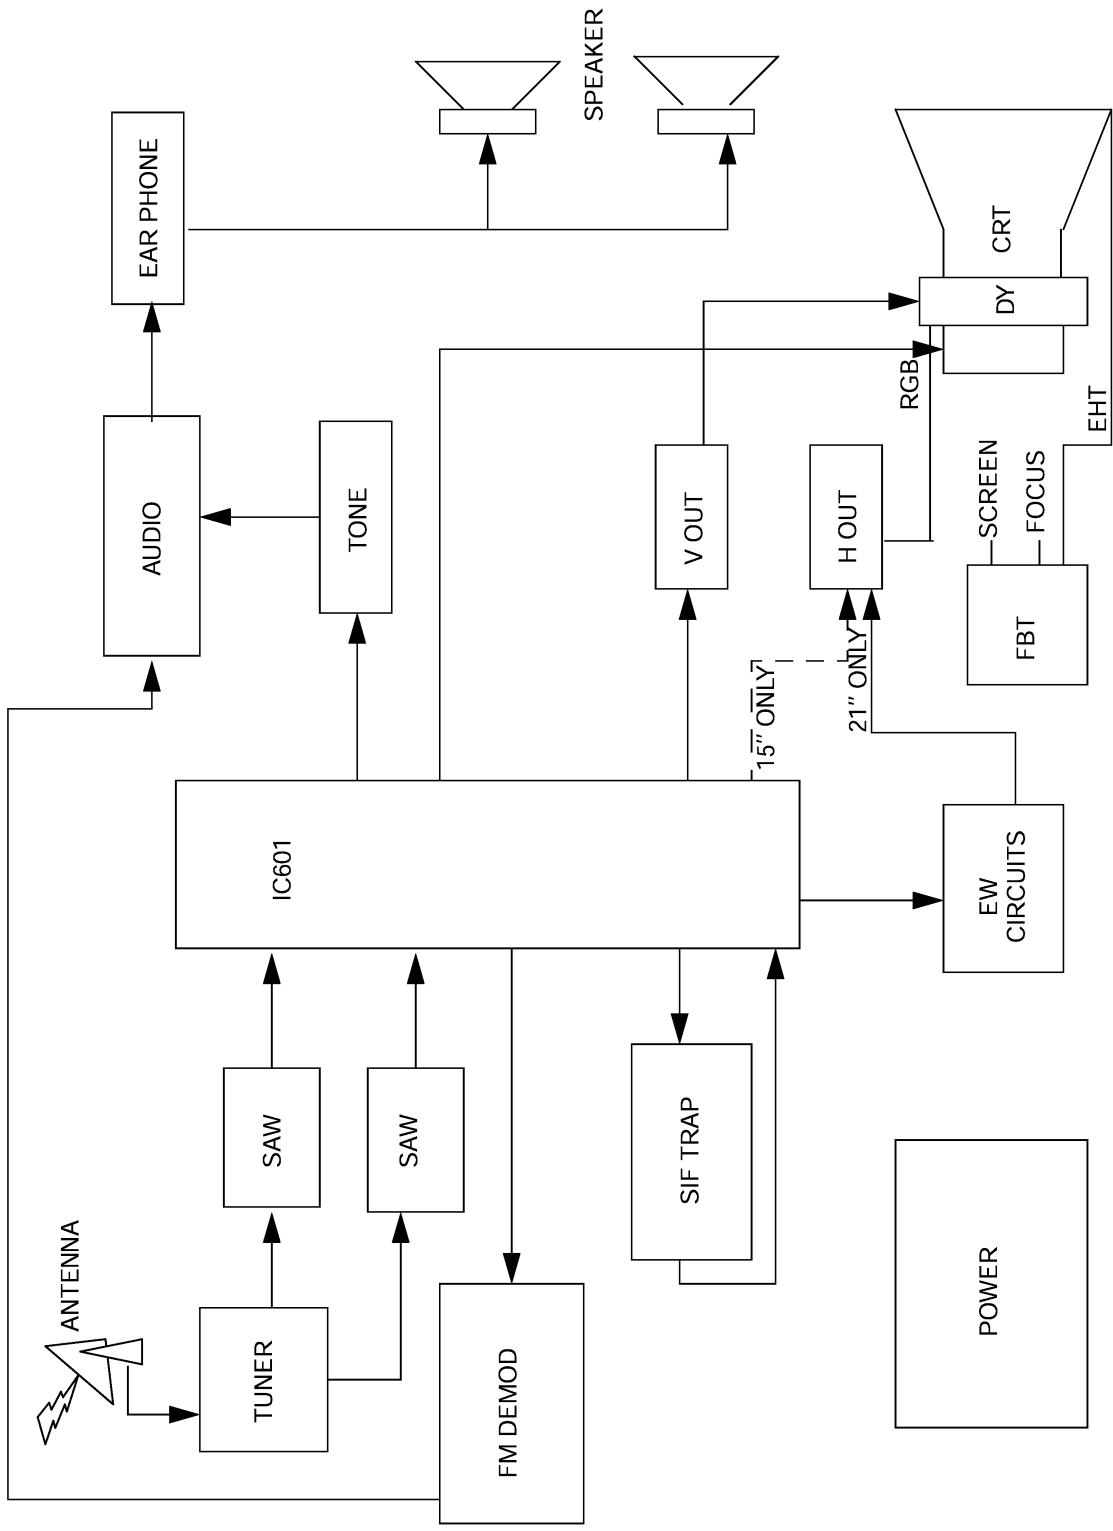 ANTENNA
TUNER
SAW
SAW
FM DEMOD
SIF TRAP
POWER
IC601
EW
CIRCUITS
AUDIO
TONE
V OUT
H OUT
15″ ONLY
21″ ONLY
FBT
SCREEN
FOCUS
EHT
RGB
EAR PHONE
SPEAKER
DY
CRT